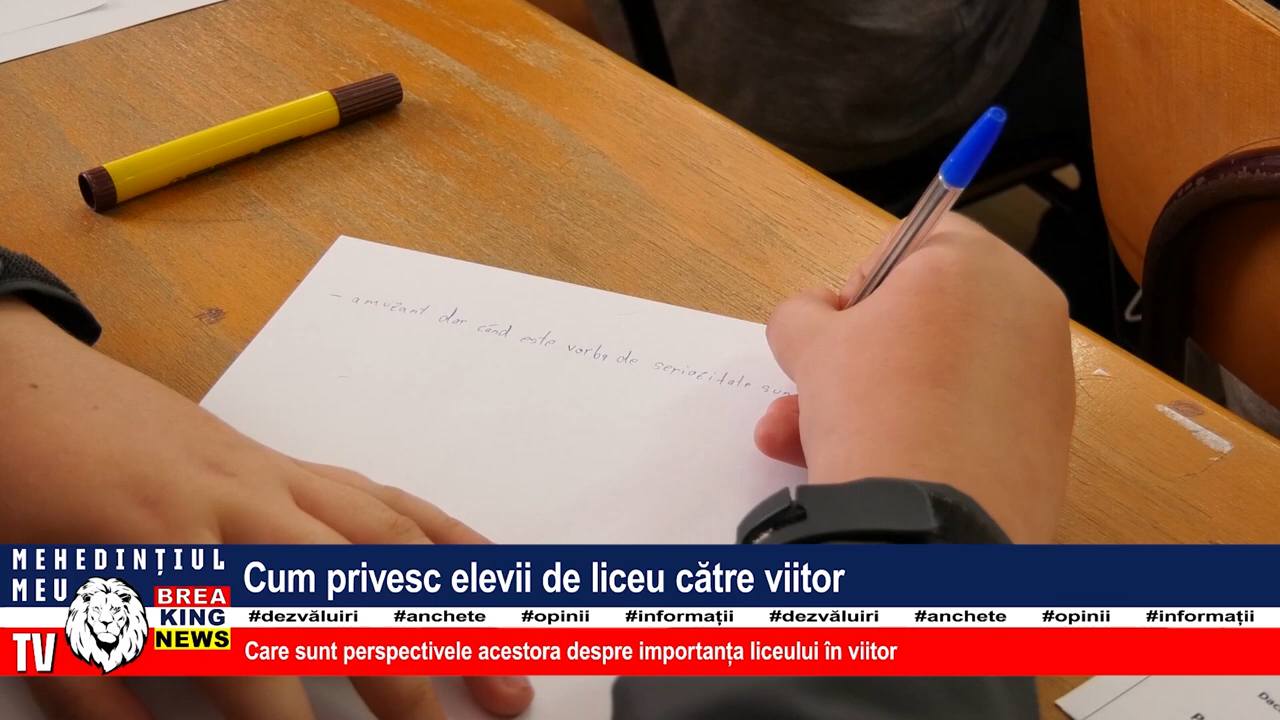 - amuzant dar când este vorba de seriozitate sun
MEHEDINȚIUL
MEU
BREA
KING
NEWS
TV
Cum privesc elevii de liceu către viitor
#dezvăluiri #anchete #opinii #informații #dezvăluiri #anchete #opinii #informații
Care sunt perspectivele acestora despre importanța liceului în viitor